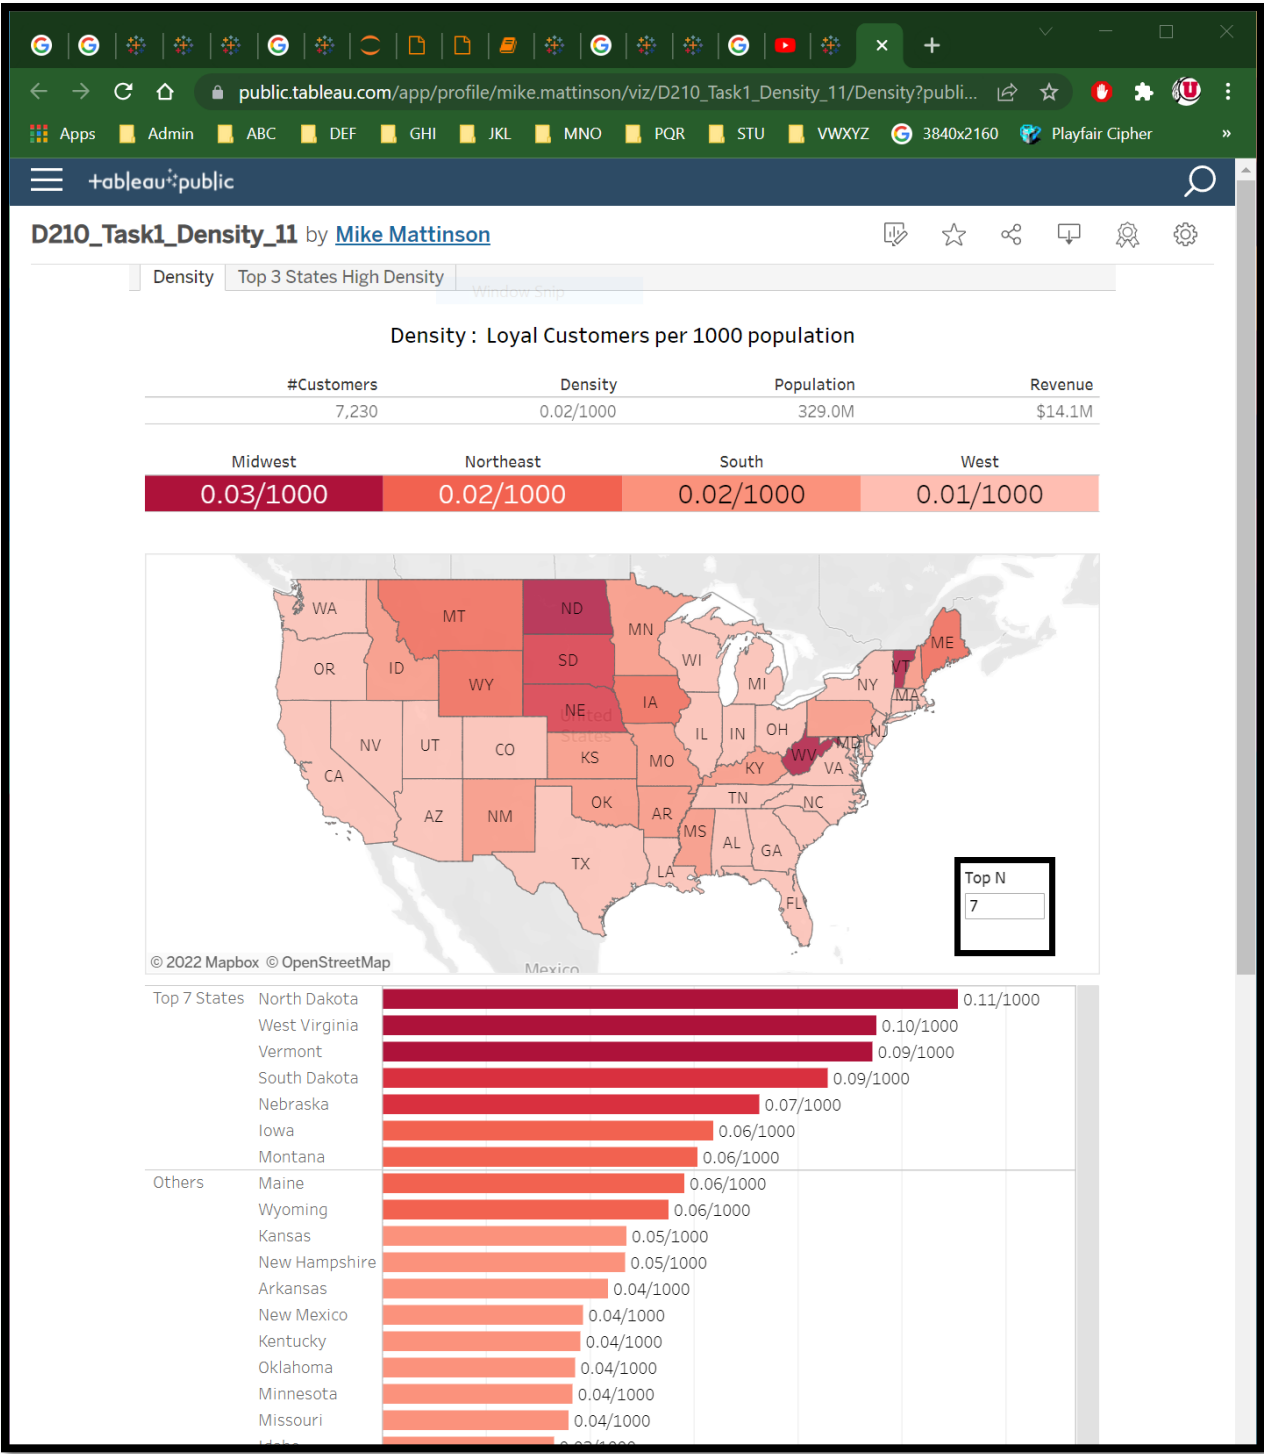 public.tableau.com/app/profile/mike.mattinson/viz/D210_Task1_Density_11/Density?publi...
Apps Admin ABC DEF GHI JKL MNO PQR STU VWXYZ 3840x2160 Playfair Cipher »
+ableau public
D210_Task1_Density_11 by Mike Mattinson
Density Top 3 States High Density
Window Snip
Density : Loyal Customers per 1000 population
#Customers Density Population Revenue
7,230 0.02/1000 329.0M $14.1M
Midwest Northeast South West
0.03/1000 0.02/1000 0.02/1000 0.01/1000
WA MT ND MN ME
OR ID SD WI VT
WY NE IA MI NY MA
United
States
NV UT CO KS MO IL IN OH WV MD NJ
CA KY VA
AZ NM OK AR TN NC
TX LA MS AL GA
FL
Top N
7
© 2022 Mapbox © OpenStreetMap
Mexico
Top 7 States North Dakota 0.11/1000
West Virginia 0.10/1000
Vermont 0.09/1000
South Dakota 0.09/1000
Nebraska 0.07/1000
Iowa 0.06/1000
Montana 0.06/1000
Others Maine 0.06/1000
Wyoming 0.06/1000
Kansas 0.05/1000
New Hampshire 0.05/1000
Arkansas 0.04/1000
New Mexico 0.04/1000
Kentucky 0.04/1000
Oklahoma 0.04/1000
Minnesota 0.04/1000
Missouri 0.04/1000